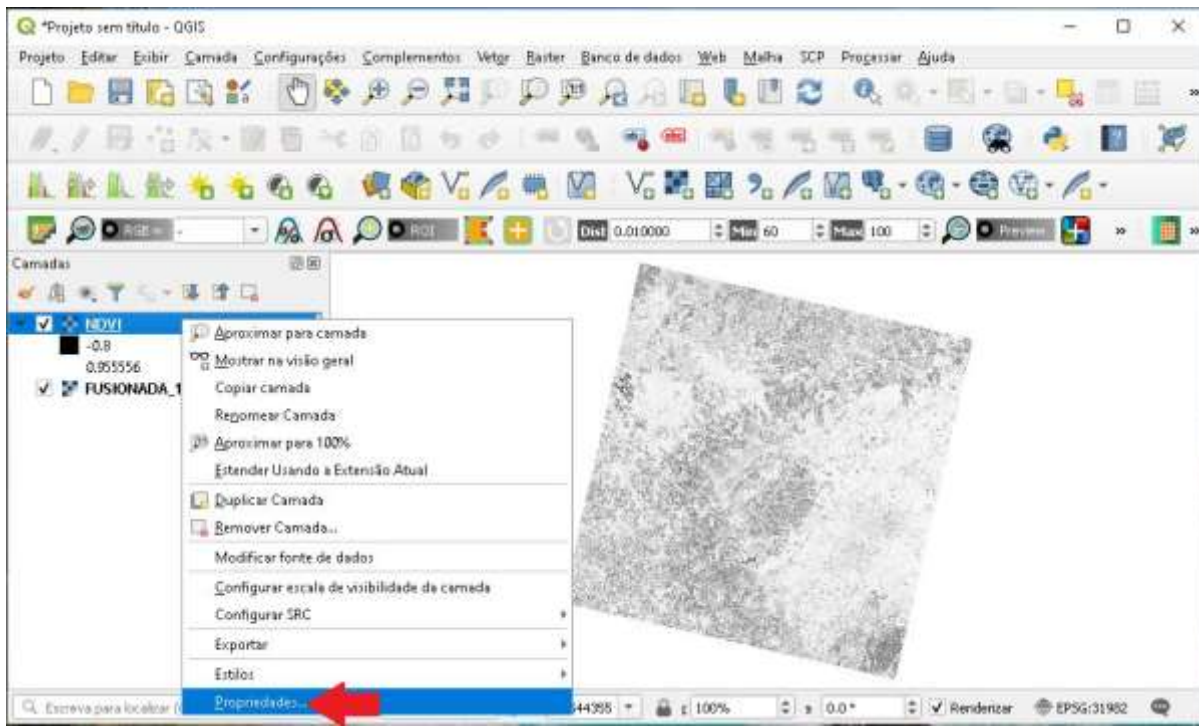 *Projeto sem título - QGIS
Projeto Editar Exibir Camada Configurações Complementos Vetor Raster Banco de dados Web Malha SCP Processar Ajuda
abc
RGB = - ROI Dist 0.010000 Min 60 Max 100 Preview
Camadas
NDVI
-0.8
0.955556
FUSIONADA_1
Aproximar para camada
Mostrar na visão geral
Copiar camada
Renomear Camada
Aproximar para 100%
Estender Usando a Extensão Atual
Duplicar Camada
Remover Camada...
Modificar fonte de dados
Configurar escala de visibilidade da camada
Configurar SRC
Exportar
Estilos
Propriedades...
Escreva para localizar 100% 0.0° Renderizar EPSG:31982